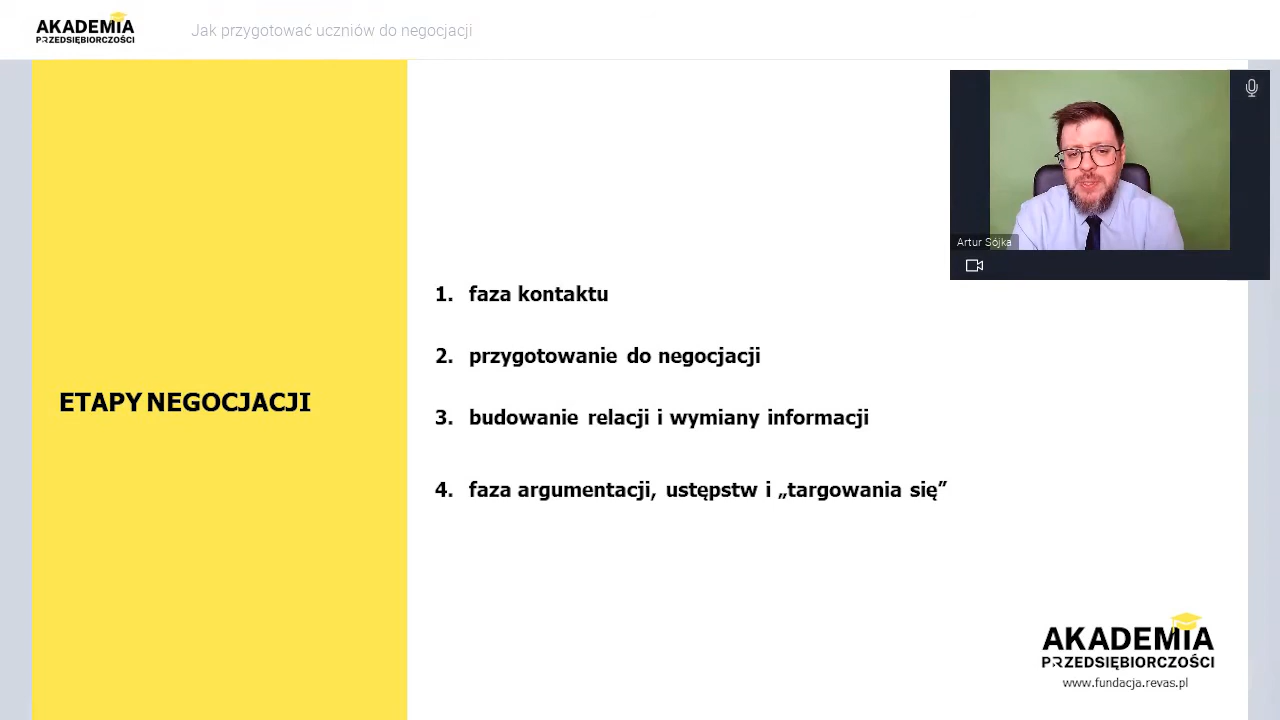 AKADEMIA
PRZEDSIĘBIORCZOŚCI
Jak przygotować uczniów do negocjacji
Artur Sójka
ETAPY NEGOCJACJI
1. faza kontaktu
2. przygotowanie do negocjacji
3. budowanie relacji i wymiany informacji
4. faza argumentacji, ustępstw i „targowania się”
AKADEMIA
PRZEDSIĘBIORCZOŚCI
www.fundacja.revas.pl